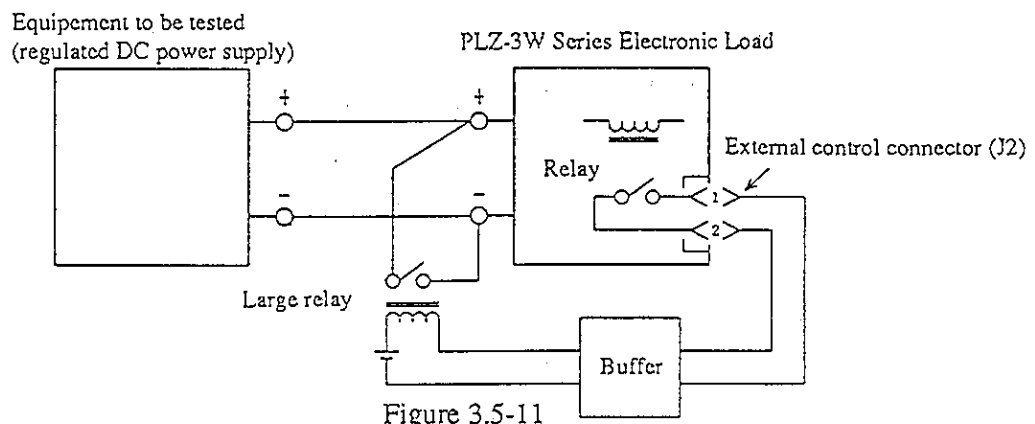 Equipement to be tested
(regulated DC power supply)
PLZ-3W Series Electronic Load
+
+
Relay
External control connector (J2)
1
-
-
2
Large relay
Buffer
Figure 3.5-11